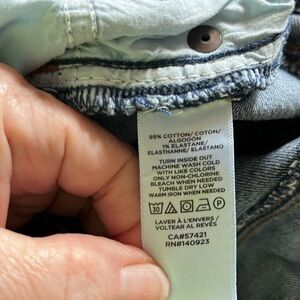 99% COTTON/ COTON/
ALGODÓN
1% ELASTANE/
ELASTHANNE/ ELASTANO
TURN INSIDE OUT
MACHINE WASH COLD
WITH LIKE COLORS
ONLY NON-CHLORINE
BLEACH WHEN NEEDED
TUMBLE DRY LOW
WARM IRON WHEN NEEDED
30 P
LAVER À L'ENVERS /
VOLTEAR AL REVÉS
CA#57421
RN#140923